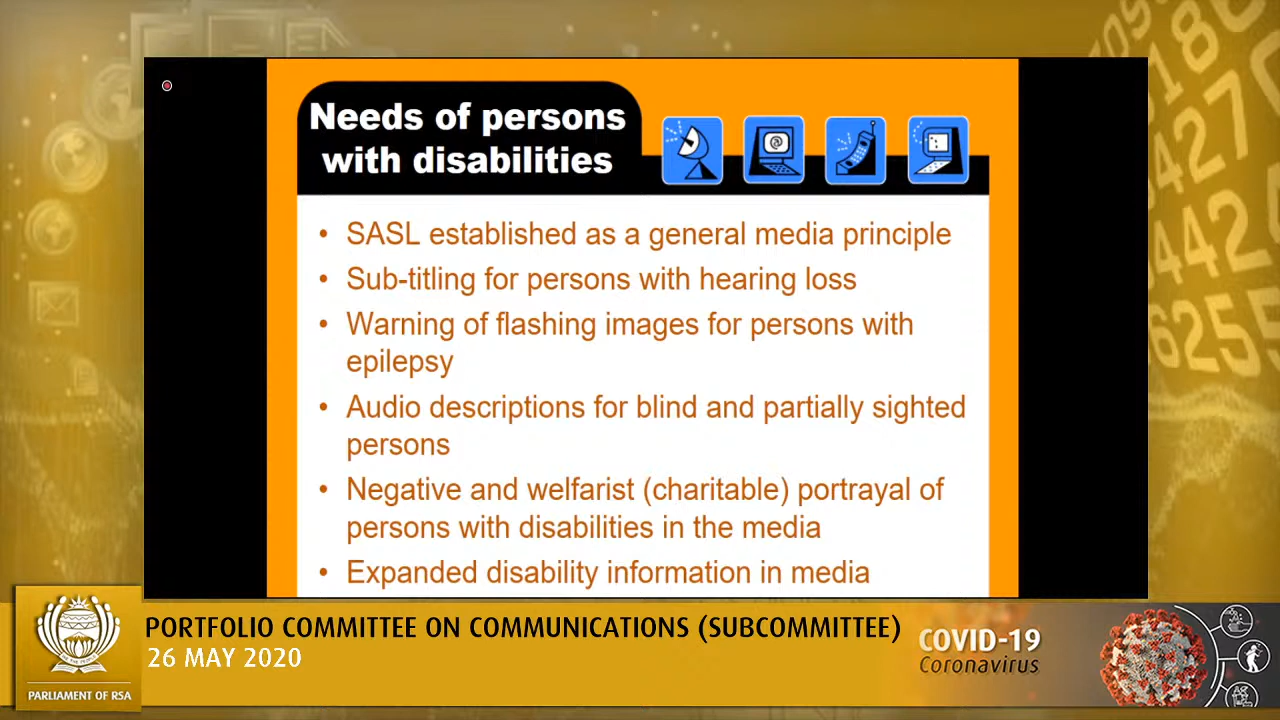 Needs of persons
with disabilities
• SASL established as a general media principle
• Sub-titling for persons with hearing loss
• Warning of flashing images for persons with
epilepsy
• Audio descriptions for blind and partially sighted
persons
• Negative and welfarist (charitable) portrayal of
persons with disabilities in the media
• Expanded disability information in media
PORTFOLIO COMMITTEE ON COMMUNICATIONS (SUBCOMMITTEE)
26 MAY 2020
COVID-19
Coronavirus
PARLIAMENT OF RSA